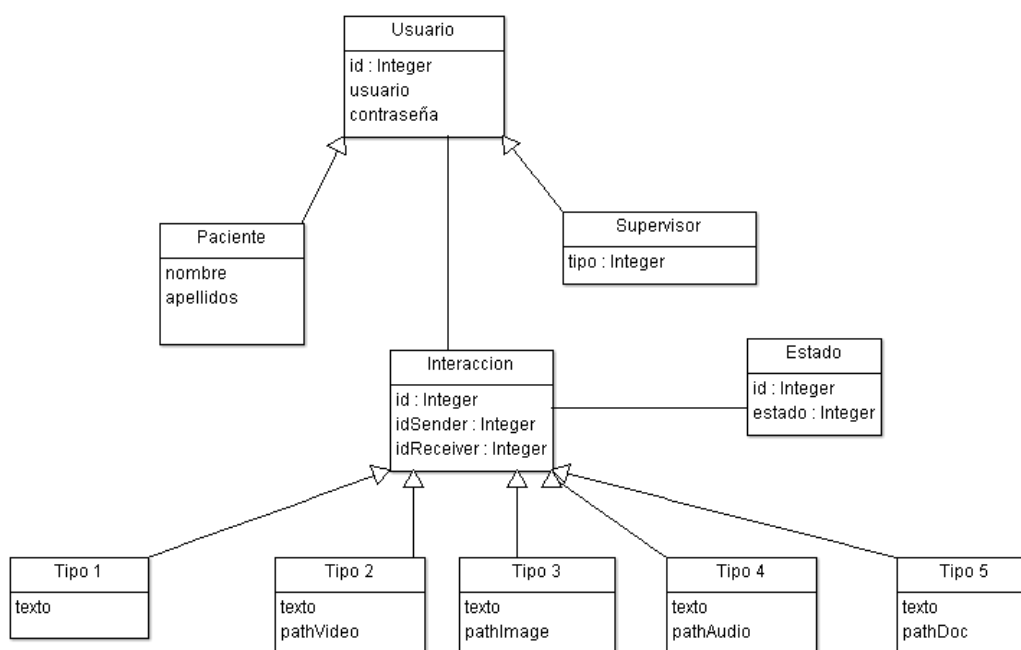 Usuario
id : Integer
usuario
contraseña
Paciente
nombre
apellidos
Supervisor
tipo : Integer
Interaccion
id : Integer
idSender : Integer
idReceiver : Integer
Estado
id : Integer
estado : Integer
Tipo 1
texto
Tipo 2
texto
pathVideo
Tipo 3
texto
pathImage
Tipo 4
texto
pathAudio
Tipo 5
texto
pathDoc